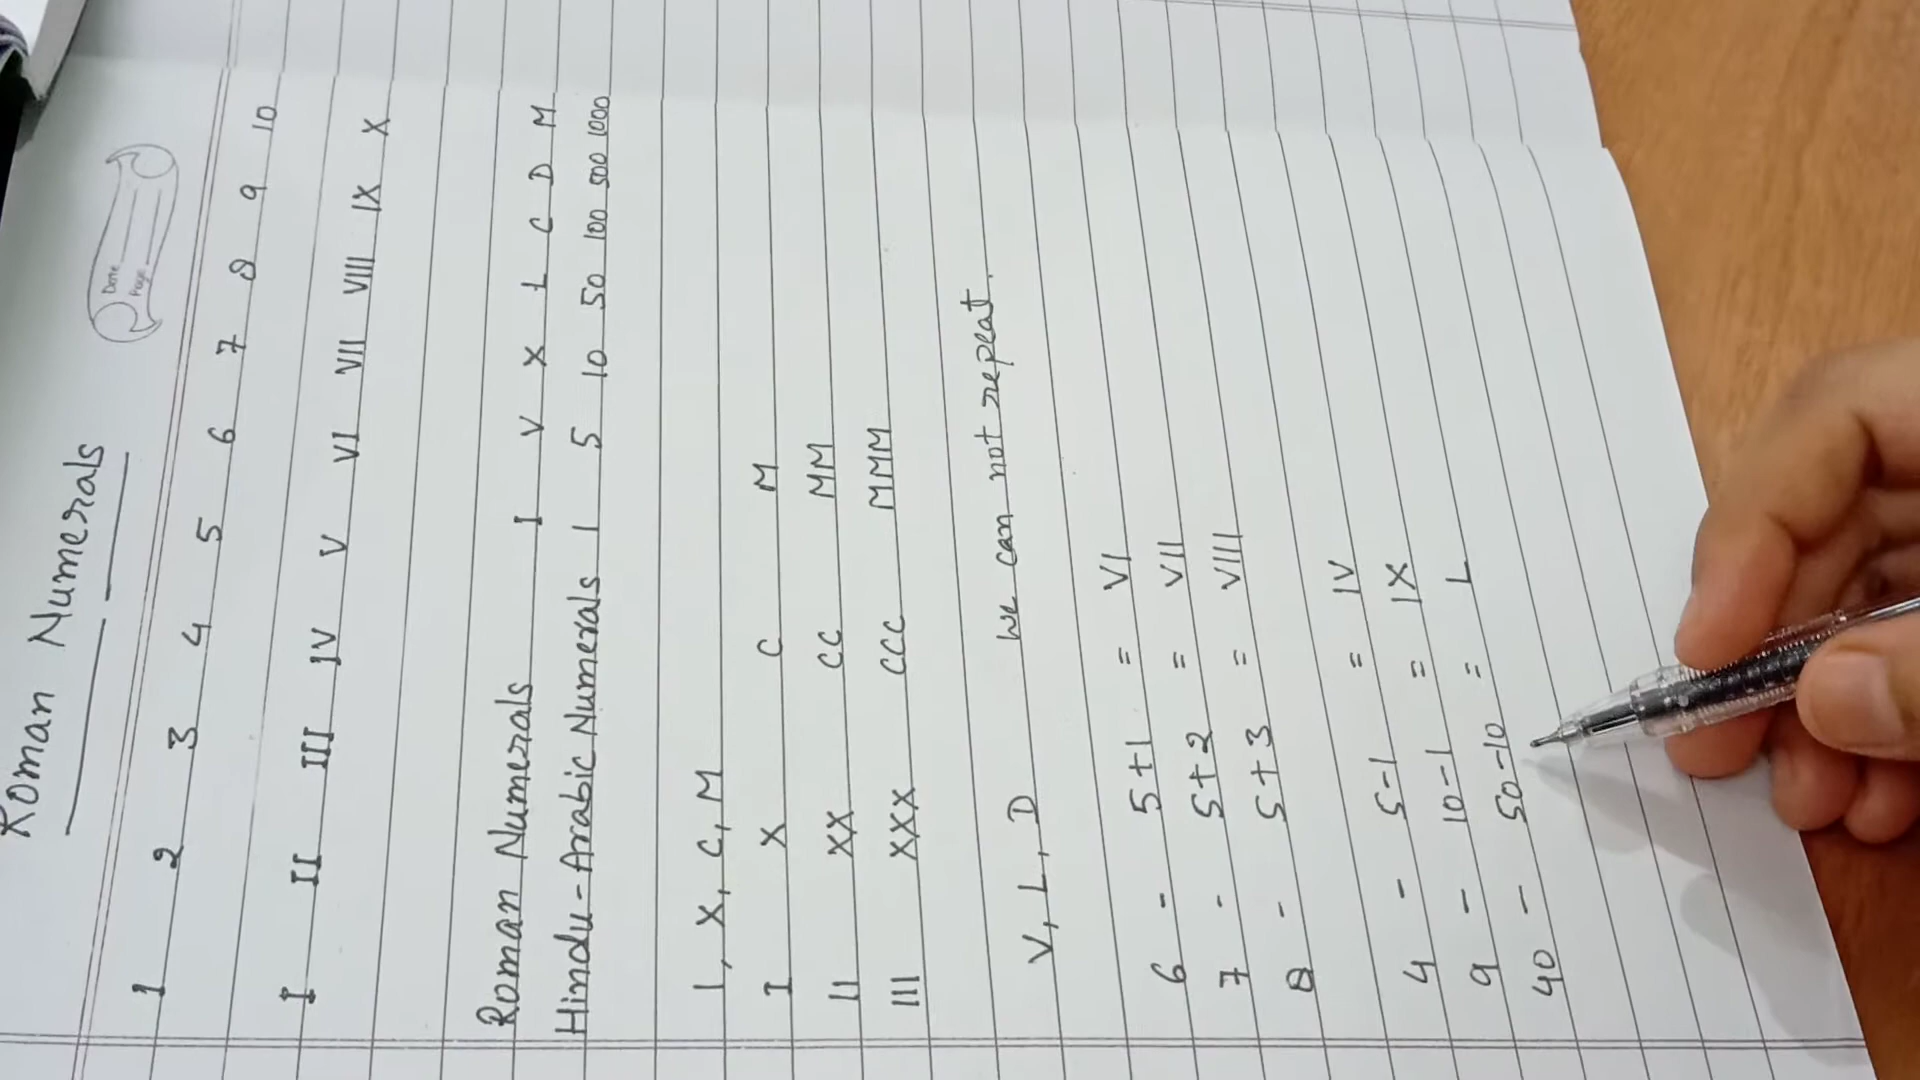 Roman Numerals
Date
Page
1 2 3 4 5 6 7 8 9 10
I II III IV V VI VII VIII IX X
Roman Numerals I V X L C D M
Hindu-Arabic Numerals 1 5 10 50 100 500 1000
I, X, C, M
I X C M
II XX CC MM
III XXX CCC MMM
V, L, D We can not repeat.
6 - 5+1 = VI
7 - 5+2 = VII
8 - 5+3 = VIII
4 - 5-1 = IV
9 - 10-1 = IX
40 - 50-10 = L